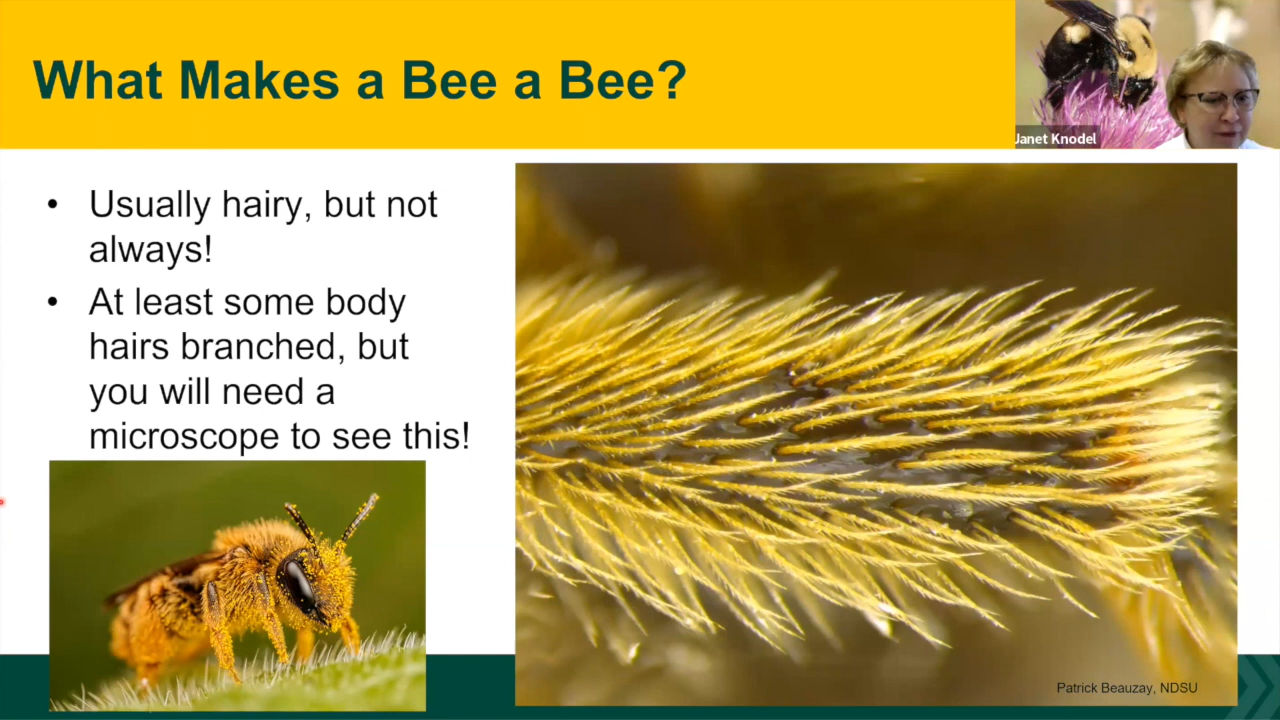 What Makes a Bee a Bee?
Janet Knodel
• Usually hairy, but not
always!
• At least some body
hairs branched, but
you will need a
microscope to see this!
Patrick Beauzay, NDSU